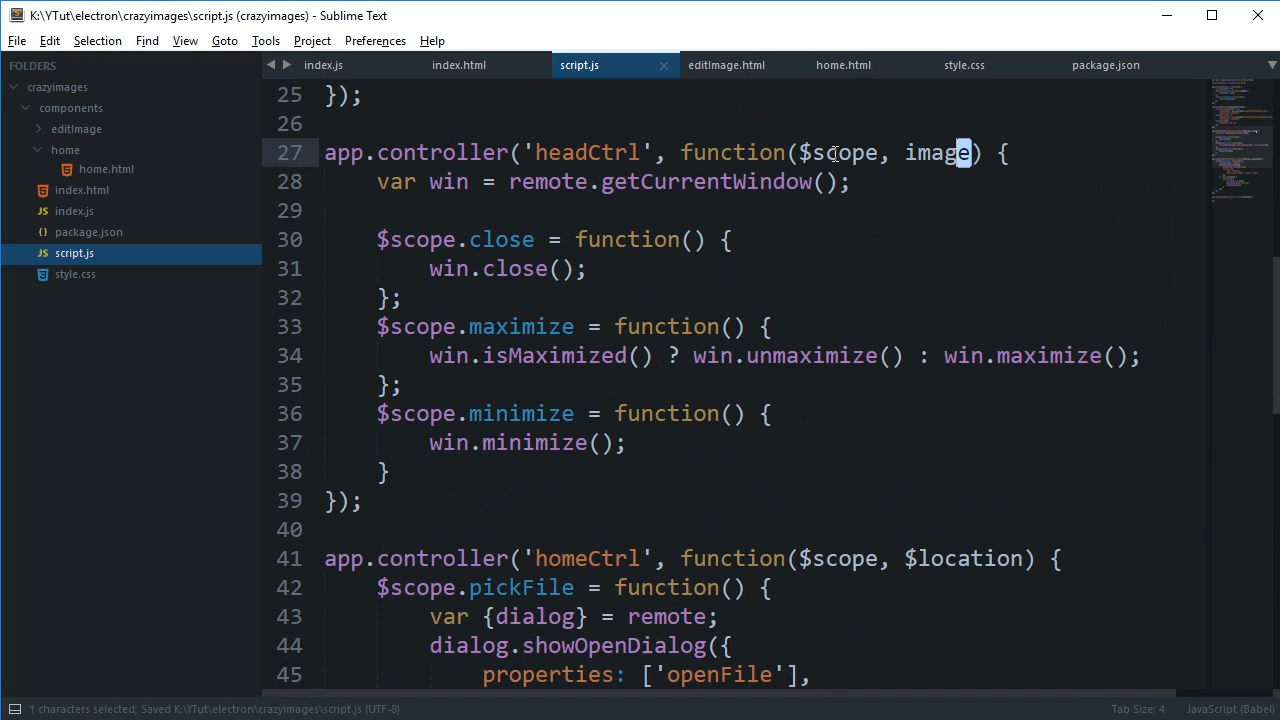 K:\YTut\electron\crazyimages\script.js (crazyimages) - Sublime Text
File Edit Selection Find View Goto Tools Project Preferences Help
FOLDERS
crazyimages
components
editImage
home
home.html
index.html
index.js
package.json
script.js
style.css
index.js index.html script.js editImage.html home.html style.css package.json
25 });
26
27 app.controller('headCtrl', function($scope, image) {
28 var win = remote.getCurrentWindow();
29
30 $scope.close = function() {
31 win.close();
32 };
33 $scope.maximize = function() {
34 win.isMaximized() ? win.unmaximize() : win.maximize();
35 };
36 $scope.minimize = function() {
37 win.minimize();
38 }
39 });
40
41 app.controller('homeCtrl', function($scope, $location) {
42 $scope.pickFile = function() {
43 var {dialog} = remote;
44 dialog.showOpenDialog({
45 properties: ['openFile'],
1 characters selected; Saved K:\YTut\electron\crazyimages\script.js (UTF-8) Tab Size: 4 JavaScript (Babel)